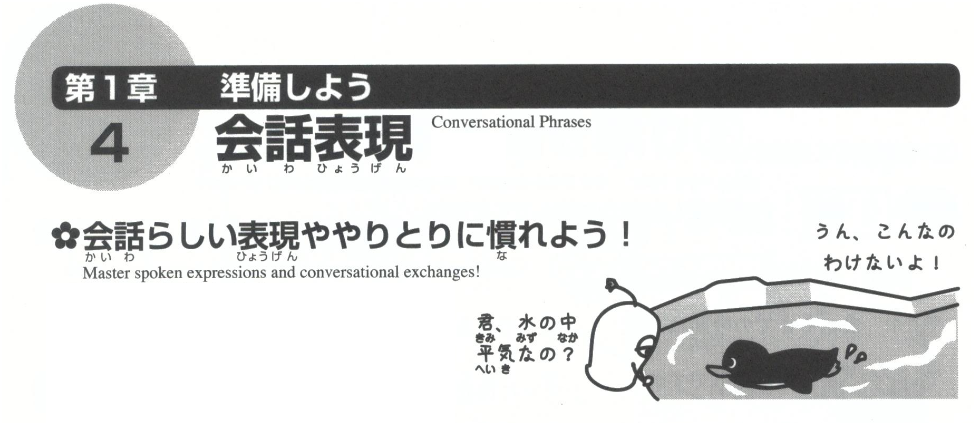 第1章 準備しよう
4 会話表現 Conversational Phrases
かい わ ひょうげん
✿会話らしい表現ややりとりに慣れよう！
かい わ ひょうげん な
Master spoken expressions and conversational exchanges!
うん、こんなの
わけないよ！
君、水の中
きみ みず なか
平気なの？
へい き